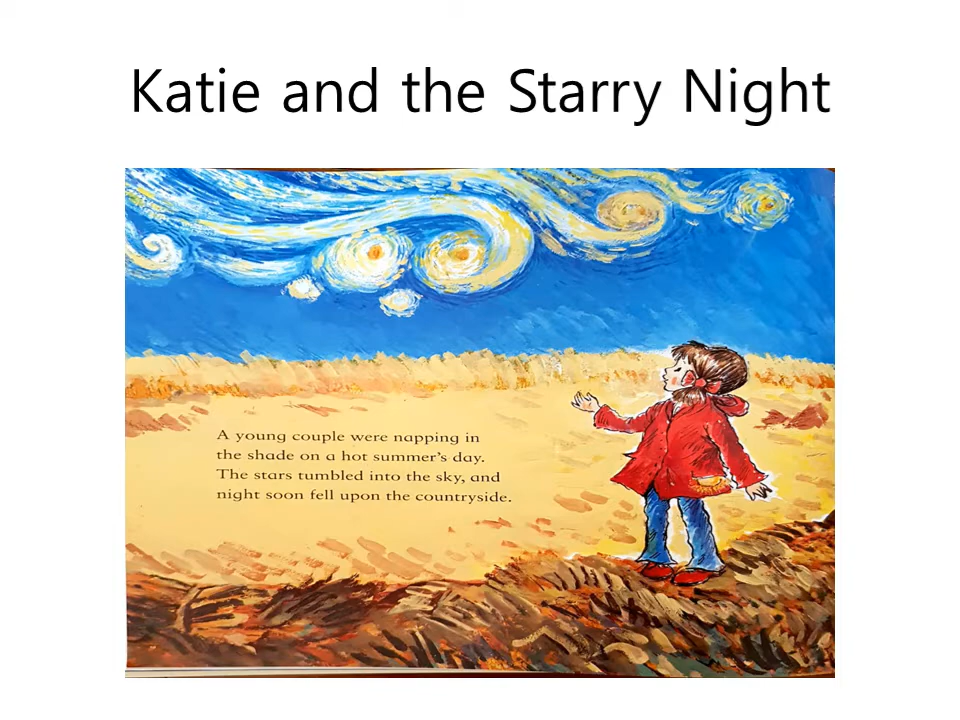 Katie and the Starry Night
A young couple were napping in
the shade on a hot summer's day.
The stars tumbled into the sky, and
night soon fell upon the countryside.